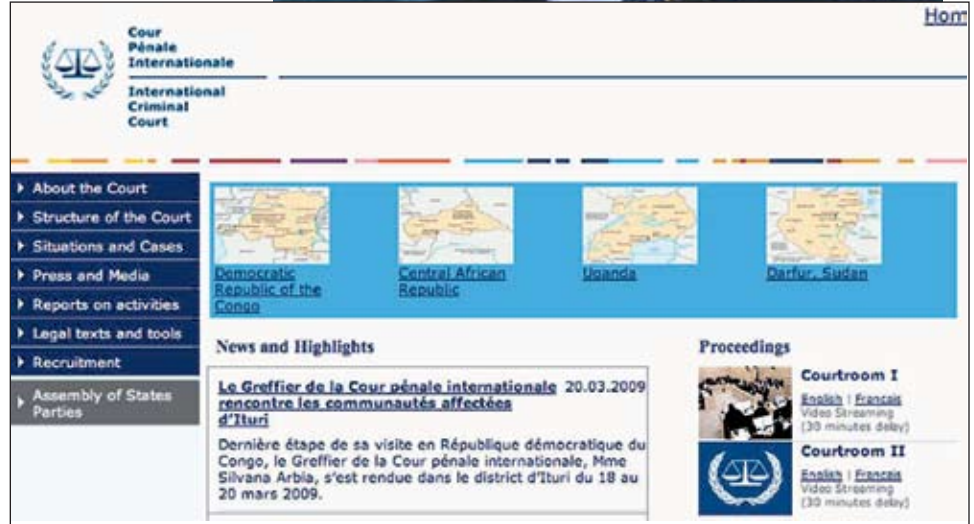 Hom
Cour
Pénale
Internationale
International
Criminal
Court
About the Court
Structure of the Court
Situations and Cases
Press and Media
Reports on activities
Legal texts and tools
Recruitment
Assembly of States
Parties
Democratic
Republic of the
Congo
Central African
Republic
Uganda
Darfur, Sudan
News and Highlights
Le Greffier de la Cour pénale internationale 20.03.2009
rencontre les communautés affectées
d'Ituri
Dernière étape de sa visite en République démocratique du
Congo, le Greffier de la Cour pénale internationale, Mme
Silvana Arbia, s'est rendue dans le district d'Ituri du 18 au
20 mars 2009.
Proceedings
Courtroom I
English | Francais
Video Streaming
(30 minutes delay)
Courtroom II
English | Francais
Video Streaming
(30 minutes delay)